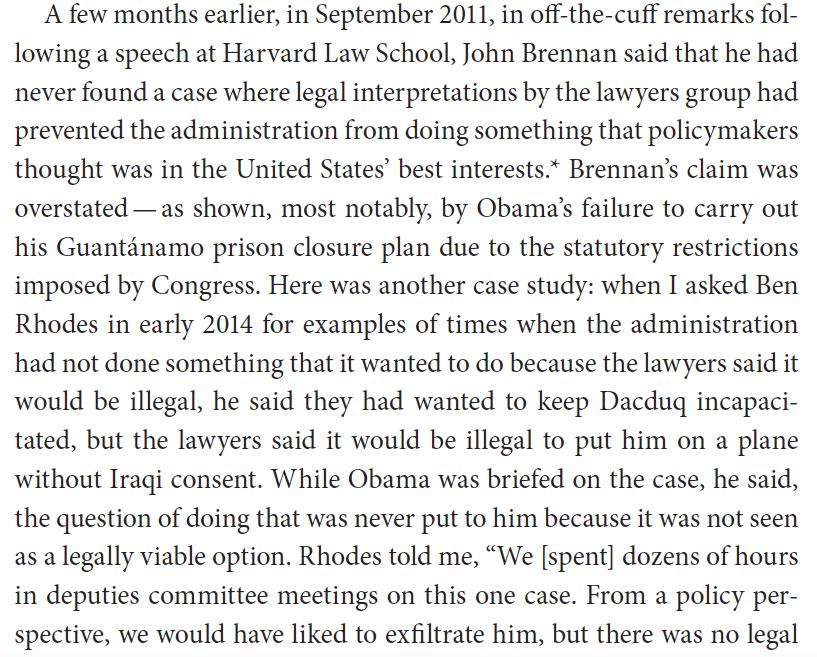 A few months earlier, in September 2011, in off-the-cuff remarks fol-
lowing a speech at Harvard Law School, John Brennan said that he had
never found a case where legal interpretations by the lawyers group had
prevented the administration from doing something that policymakers
thought was in the United States’ best interests.* Brennan’s claim was
overstated — as shown, most notably, by Obama’s failure to carry out
his Guantánamo prison closure plan due to the statutory restrictions
imposed by Congress. Here was another case study: when I asked Ben
Rhodes in early 2014 for examples of times when the administration
had not done something that it wanted to do because the lawyers said it
would be illegal, he said they had wanted to keep Dacduq incapaci-
tated, but the lawyers said it would be illegal to put him on a plane
without Iraqi consent. While Obama was briefed on the case, he said,
the question of doing that was never put to him because it was not seen
as a legally viable option. Rhodes told me, “We [spent] dozens of hours
in deputies committee meetings on this one case. From a policy per-
spective, we would have liked to exfiltrate him, but there was no legal